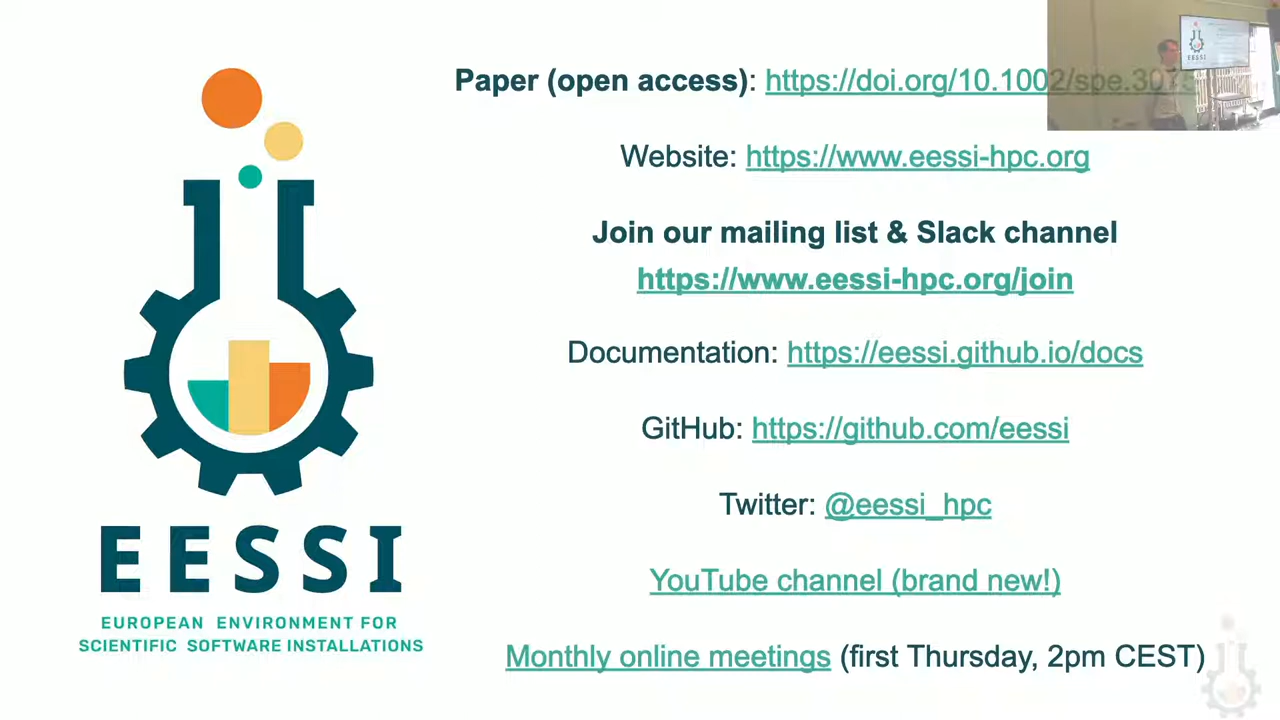 Paper (open access): https://doi.org/10.1002/spe.3075
Website: https://www.eessi-hpc.org
Join our mailing list & Slack channel
https://www.eessi-hpc.org/join
Documentation: https://eessi.github.io/docs
GitHub: https://github.com/eessi
Twitter: @eessi_hpc
YouTube channel (brand new!)
Monthly online meetings (first Thursday, 2pm CEST)
EESSI
EUROPEAN ENVIRONMENT FOR
SCIENTIFIC SOFTWARE INSTALLATIONS